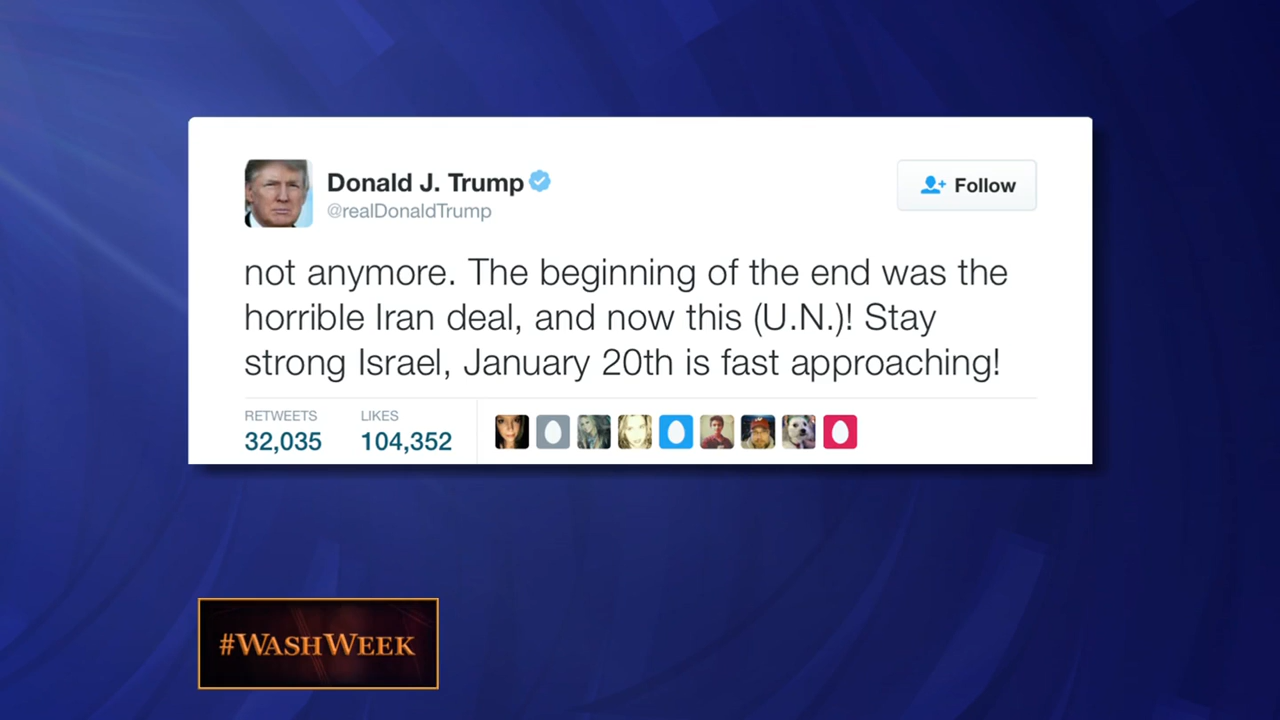 Donald J. Trump
@realDonaldTrump
Follow
not anymore. The beginning of the end was the
horrible Iran deal, and now this (U.N.)! Stay
strong Israel, January 20th is fast approaching!
RETWEETS LIKES
32,035 104,352
#WASHWEEK